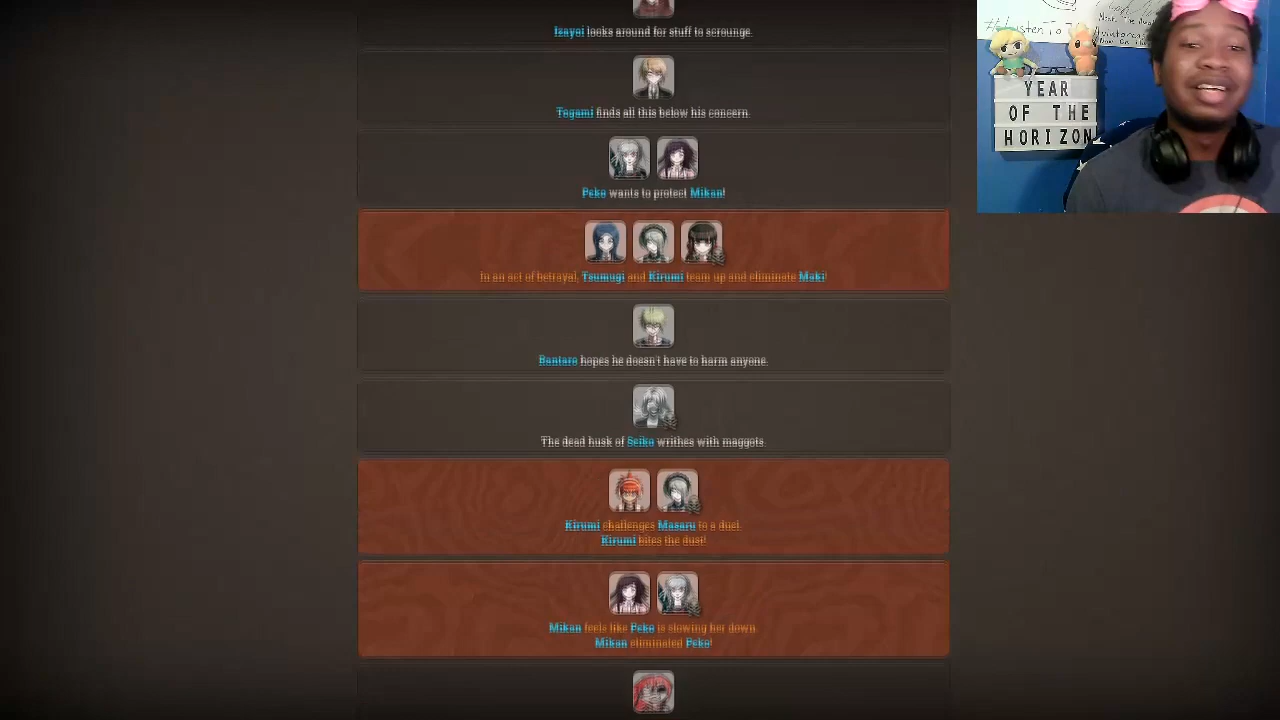 Isayoi looks around for stuff to scrounge.
Togami finds all this below his concern.
Peko wants to protect Mikan!
In an act of betrayal, Tsumugi and Kirumi team up and eliminate Maki!
Bantaro hopes he doesn't have to harm anyone.
The dead husk of Seiko writhes with maggots.
Kirumi challenges Masaru to a duel.
Kirumi bites the dust!
Mikan feels like Peko is slowing her down.
Mikan eliminated Peko!
YEAR
OF THE
HORIZON